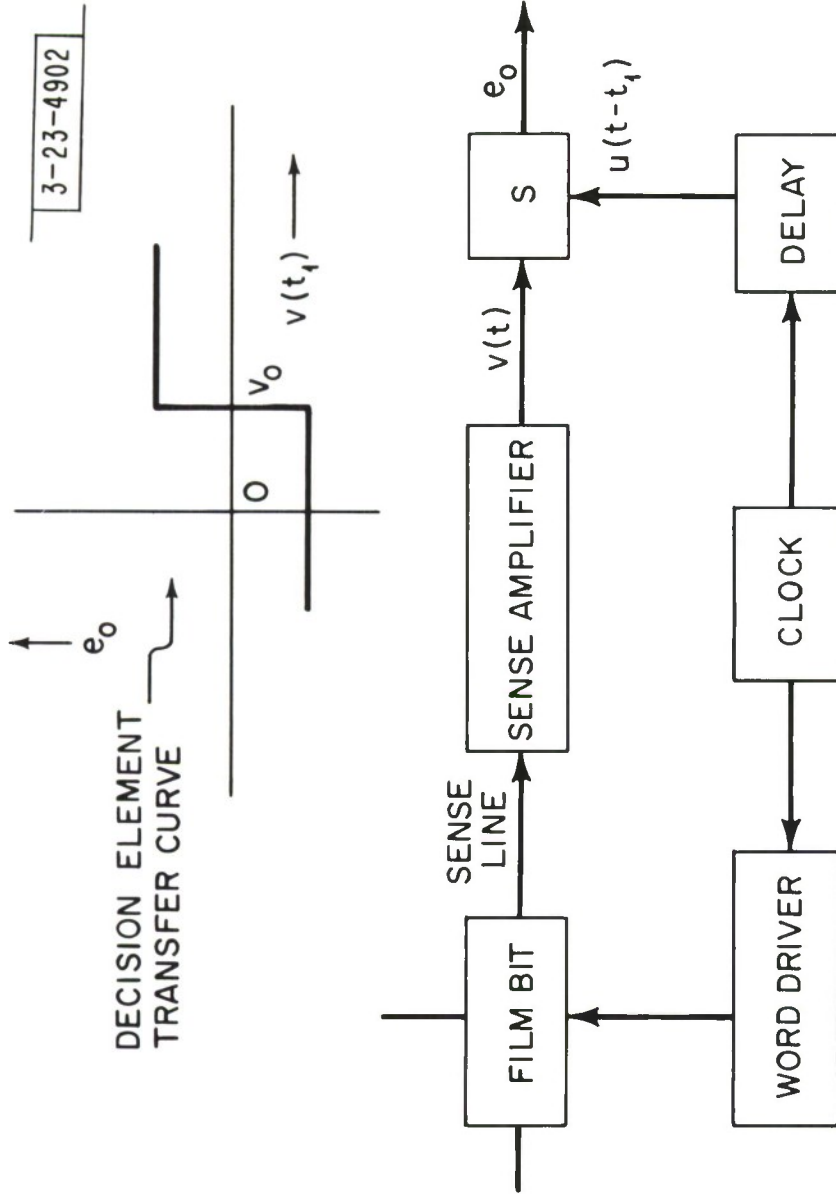 3-23-4902
e₀
DECISION ELEMENT
TRANSFER CURVE
0
v₀
v(t₁)
SENSE
LINE
FILM BIT
SENSE AMPLIFIER
v(t)
S
e₀
u(t-t₁)
WORD DRIVER
CLOCK
DELAY